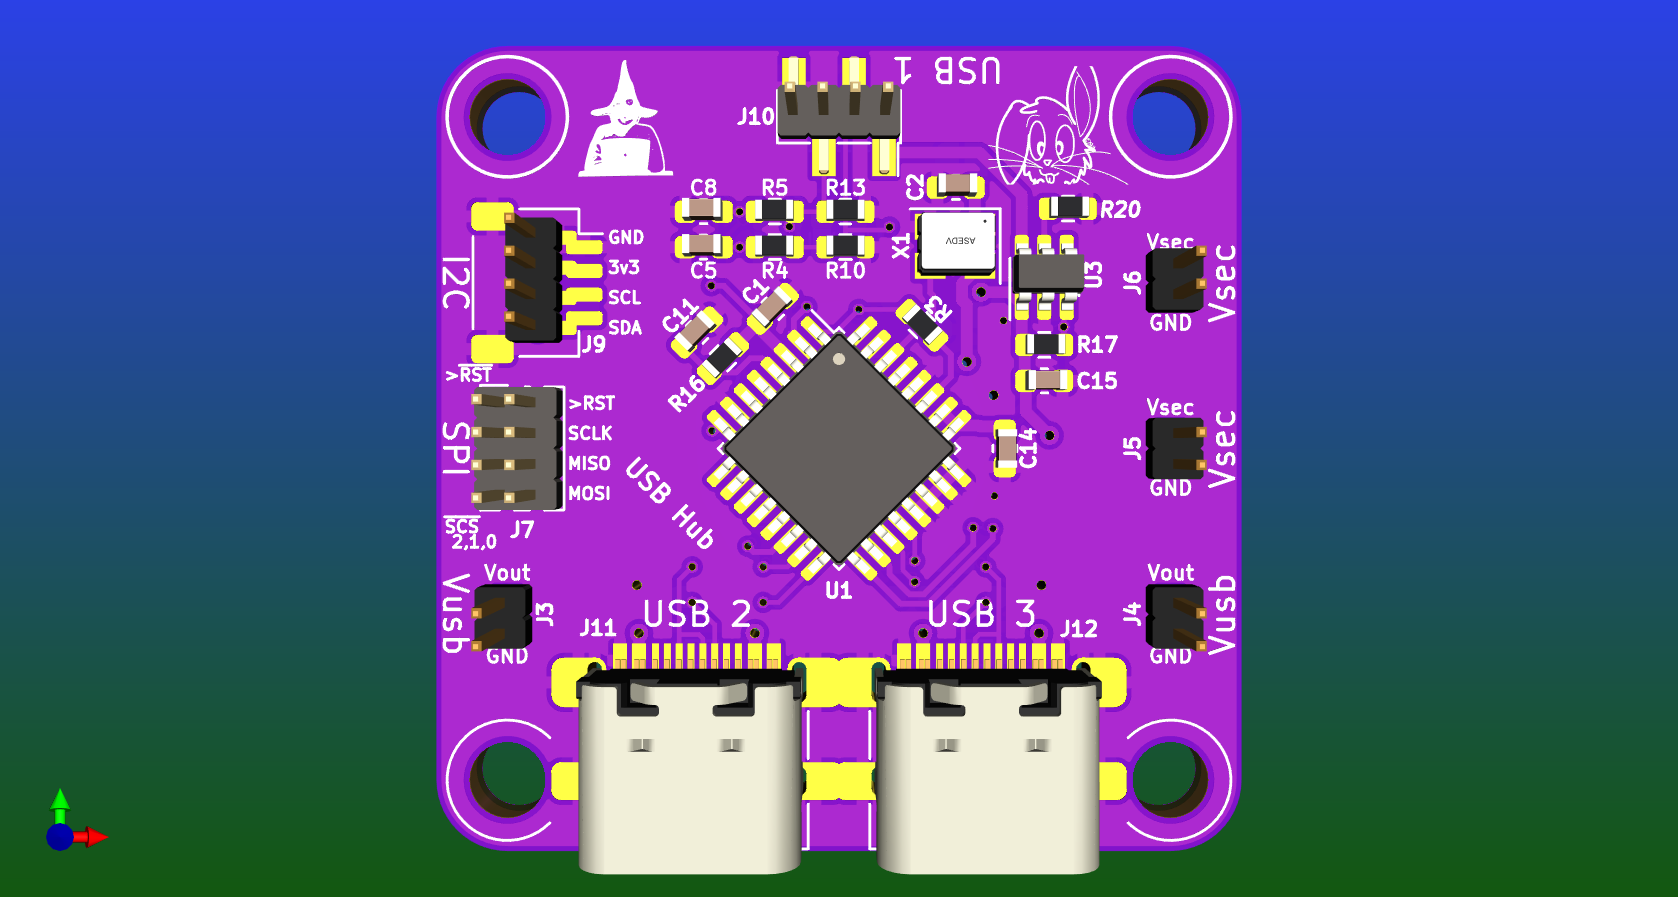 USB 1
J10
C8 R5 R13
C2
R20
GND
3v3
SCL
SDA
I2C
J9
C5 R4 R10
X1
ASEDV
U3
Vsec
J6
Vsec
GND
C1
C11
R3
R16
R17
C15
>RST
>RST
SCLK
MISO
MOSI
SPI
J7
SCS
2,1,0
USB Hub
C14
Vsec
J5
Vsec
GND
U1
Vout
Vusb
J3
GND
USB 2
J11
USB 3
J12
Vout
J4
Vusb
GND